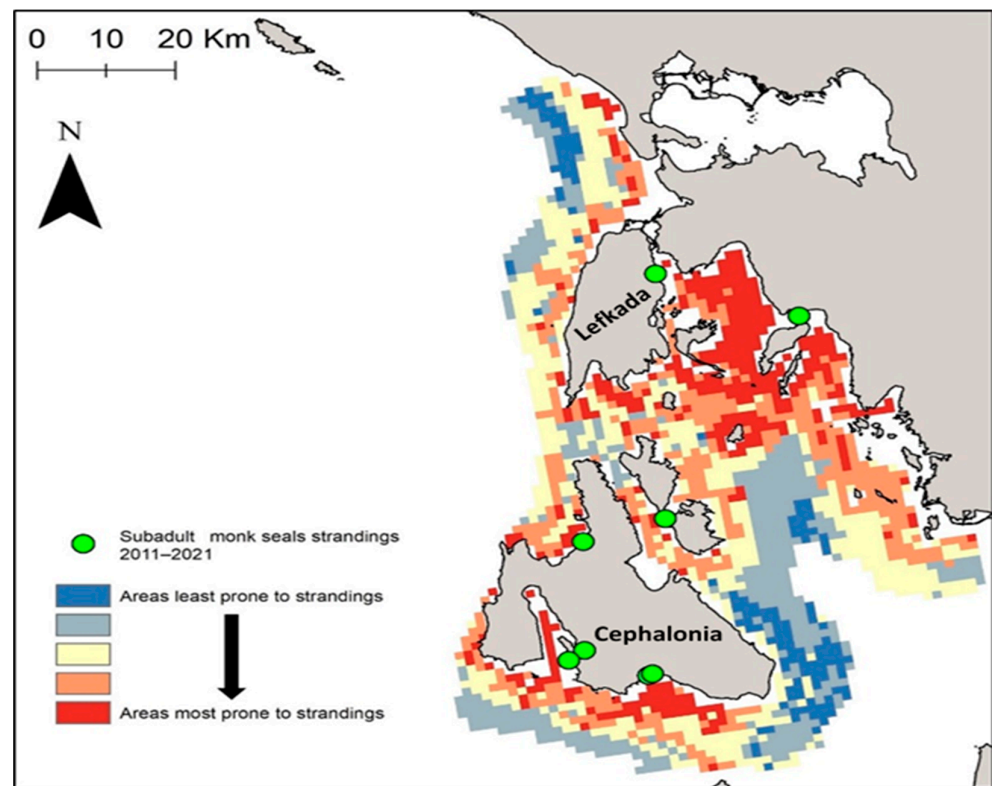 0 10 20 Km
N
Lefkada
Subadult monk seals strandings
2011–2021
Areas least prone to strandings
Cephalonia
Areas most prone to strandings